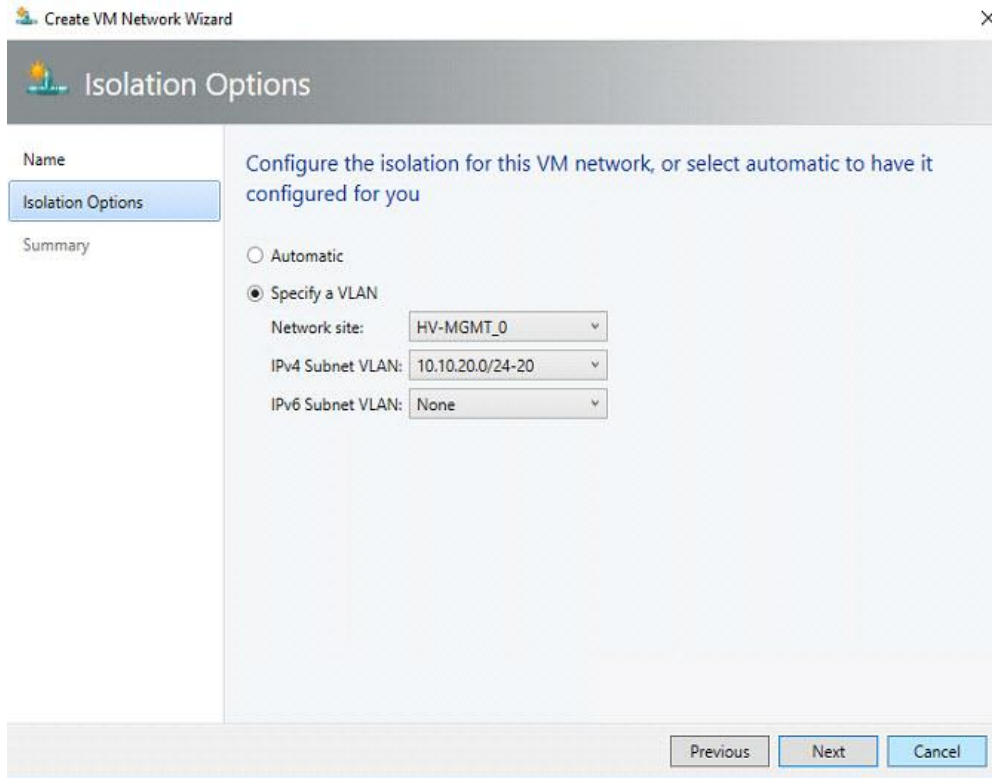 Create VM Network Wizard
Isolation Options
Name
Isolation Options
Summary
Configure the isolation for this VM network, or select automatic to have it
configured for you
Automatic
Specify a VLAN
Network site: HV-MGMT_0
IPv4 Subnet VLAN: 10.10.20.0/24-20
IPv6 Subnet VLAN: None
Previous Next Cancel